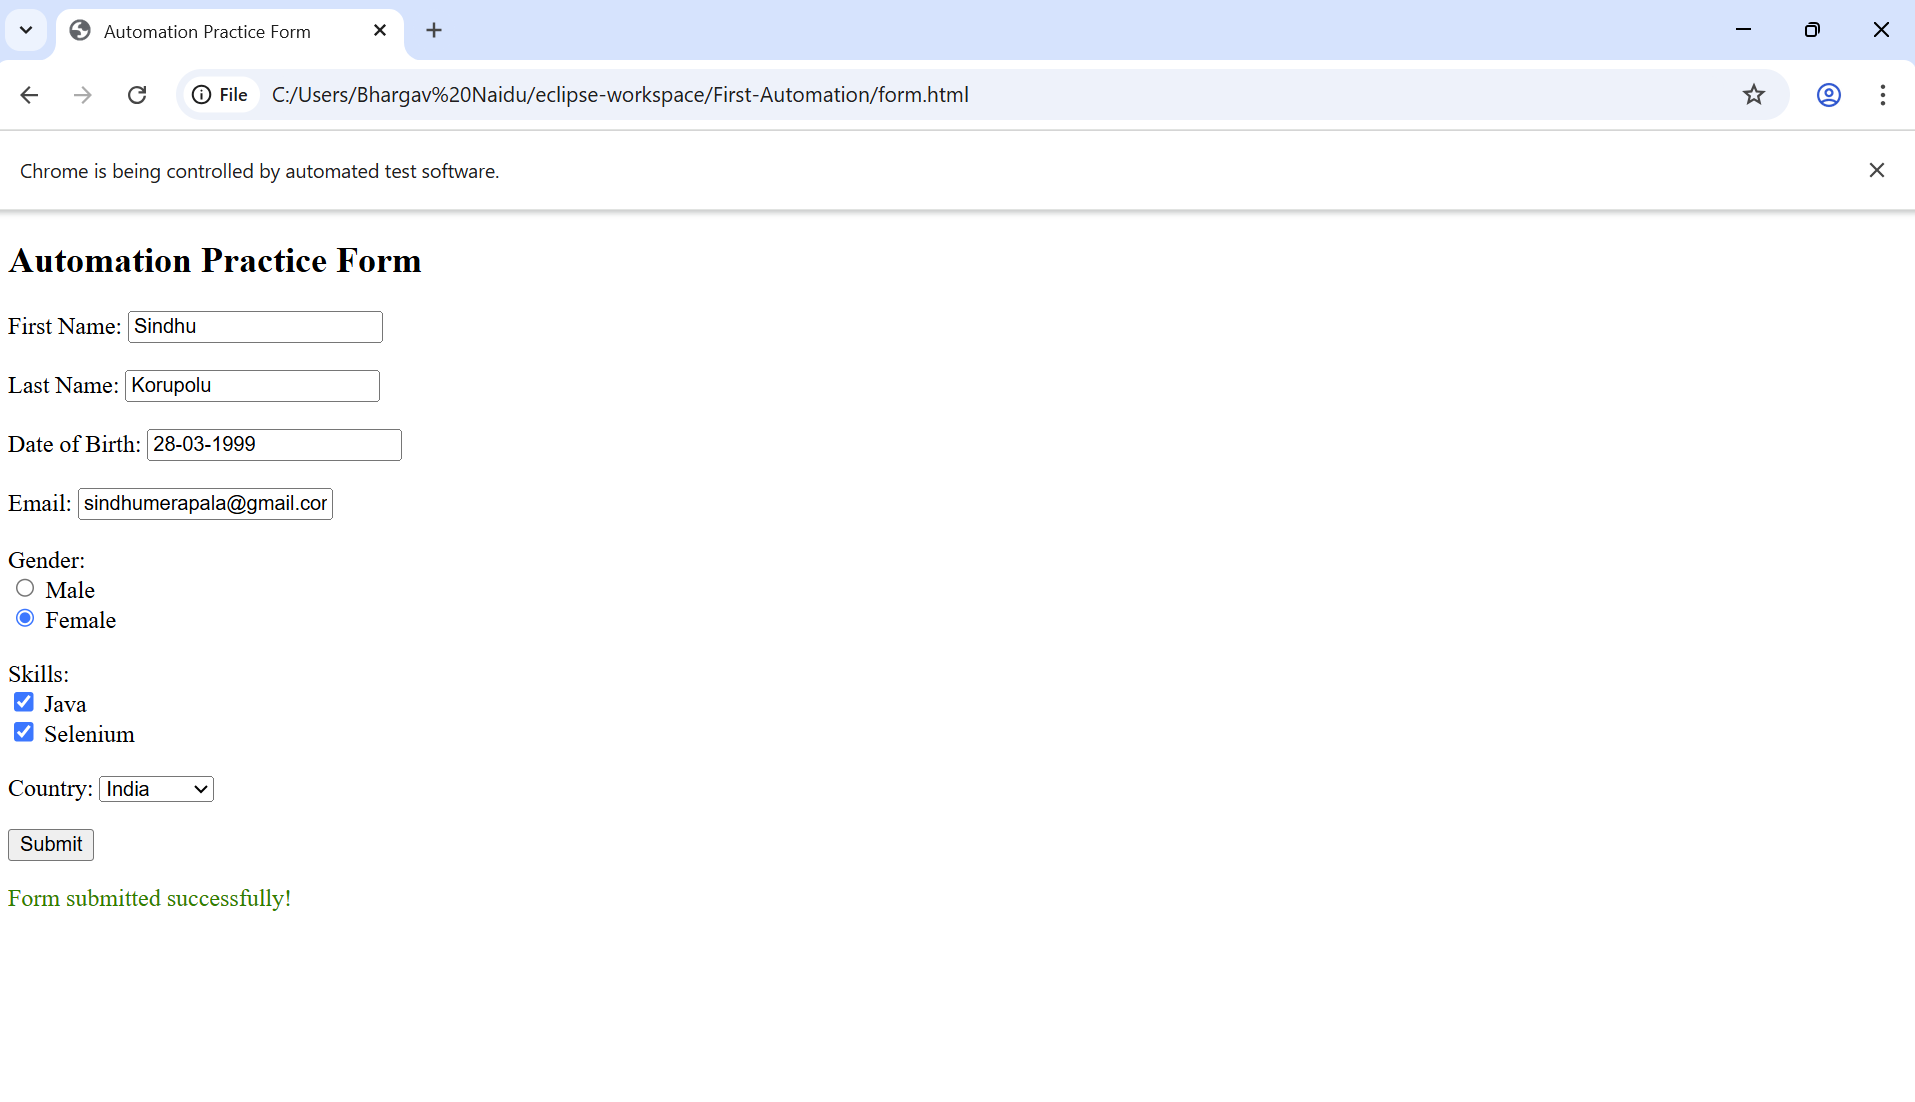 Automation Practice Form
File C:/Users/Bhargav%20Naidu/eclipse-workspace/First-Automation/form.html
Chrome is being controlled by automated test software.
Automation Practice Form
First Name: Sindhu
Last Name: Korupolu
Date of Birth: 28-03-1999
Email: sindhumerapala@gmail.cor
Gender:
Male
Female
Skills:
Java
Selenium
Country: India
Submit
Form submitted successfully!